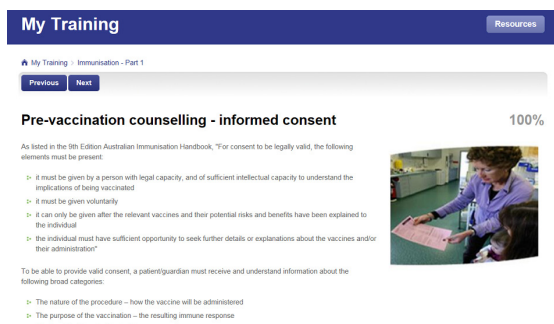 My Training
Resources
My Training > Immunisation - Part 1
Previous Next
Pre-vaccination counselling - informed consent
100%
As listed in the 9th Edition Australian Immunisation Handbook, "For consent to be legally valid, the following
elements must be present:
it must be given by a person with legal capacity, and of sufficient intellectual capacity to understand the
implications of being vaccinated
it must be given voluntarily
it can only be given after the relevant vaccines and their potential risks and benefits have been explained to
the individual
the individual must have sufficient opportunity to seek further details or explanations about the vaccines and/or
their administration"
To be able to provide valid consent, a patient/guardian must receive and understand information about the
following broad categories:
The nature of the procedure – how the vaccine will be administered
The purpose of the vaccination – the resulting immune response